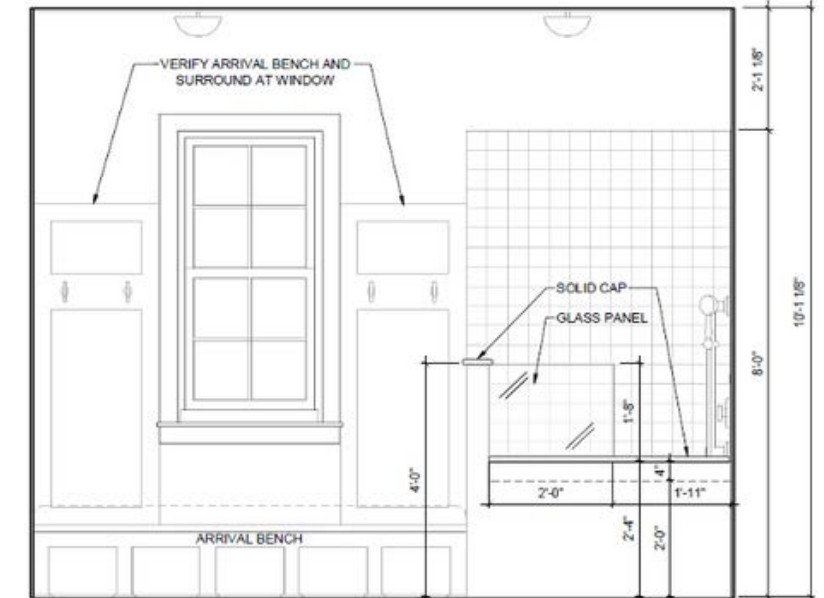 VERIFY ARRIVAL BENCH AND
SURROUND AT WINDOW
2'-1 1/8"
10'-1 1/8"
SOLID CAP
GLASS PANEL
8'-0"
1'-8"
4'-0"
4"
2'-0"
1'-11"
2'-4"
2'-0"
ARRIVAL BENCH